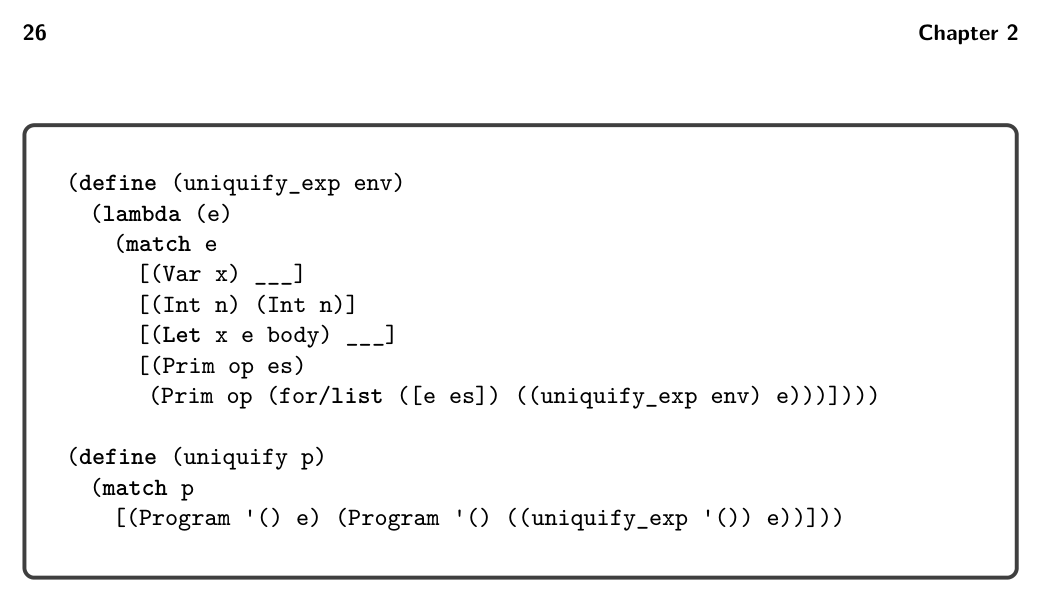 26 Chapter 2
(define (uniquify_exp env)
(lambda (e)
(match e
[(Var x) ___]
[(Int n) (Int n)]
[(Let x e body) ___]
[(Prim op es)
(Prim op (for/list ([e es]) ((uniquify_exp env) e)))])))
(define (uniquify p)
(match p
[(Program '() e) (Program '() ((uniquify_exp '()) e))]))